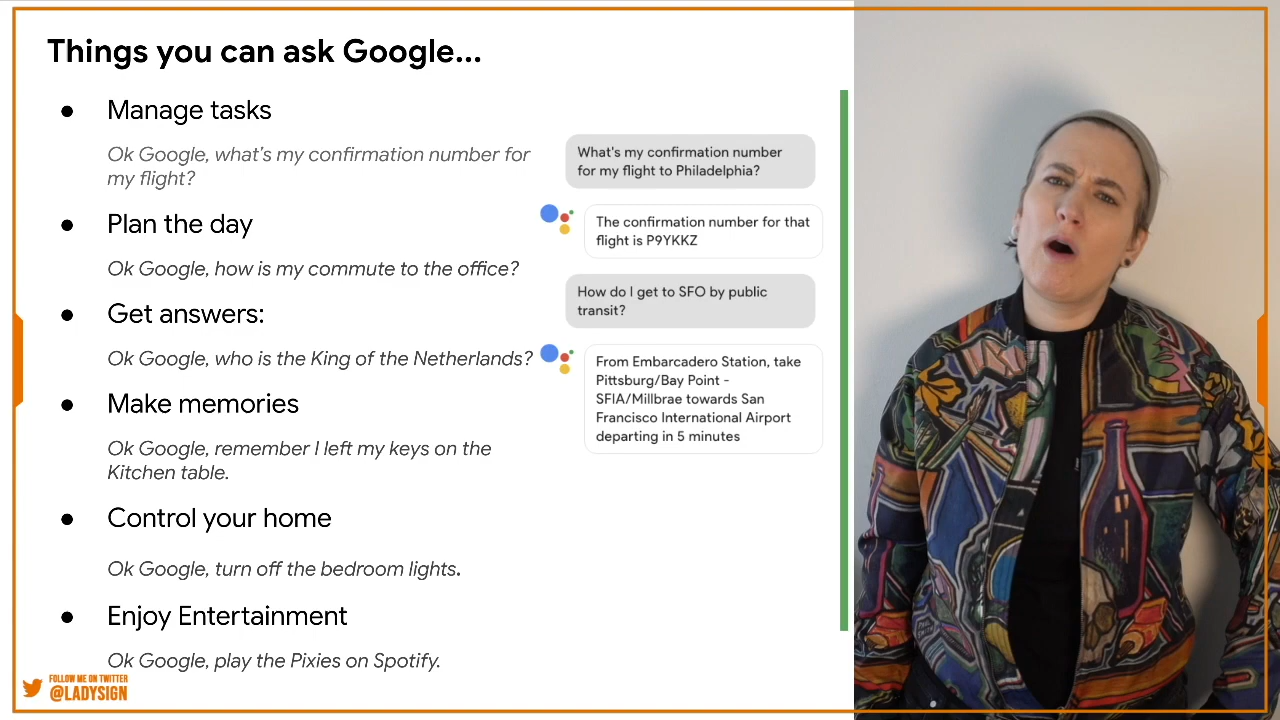 Things you can ask Google...
● Manage tasks
Ok Google, what's my confirmation number for
my flight?
● Plan the day
Ok Google, how is my commute to the office?
● Get answers:
Ok Google, who is the King of the Netherlands?
● Make memories
Ok Google, remember I left my keys on the
Kitchen table.
● Control your home
Ok Google, turn off the bedroom lights.
● Enjoy Entertainment
Ok Google, play the Pixies on Spotify.
What's my confirmation number
for my flight to Philadelphia?
The confirmation number for that
flight is P9YKKZ
How do I get to SFO by public
transit?
From Embarcadero Station, take
Pittsburg/Bay Point -
SFIA/Millbrae towards San
Francisco International Airport
departing in 5 minutes
FOLLOW ME ON TWITTER
@LADYSIGN